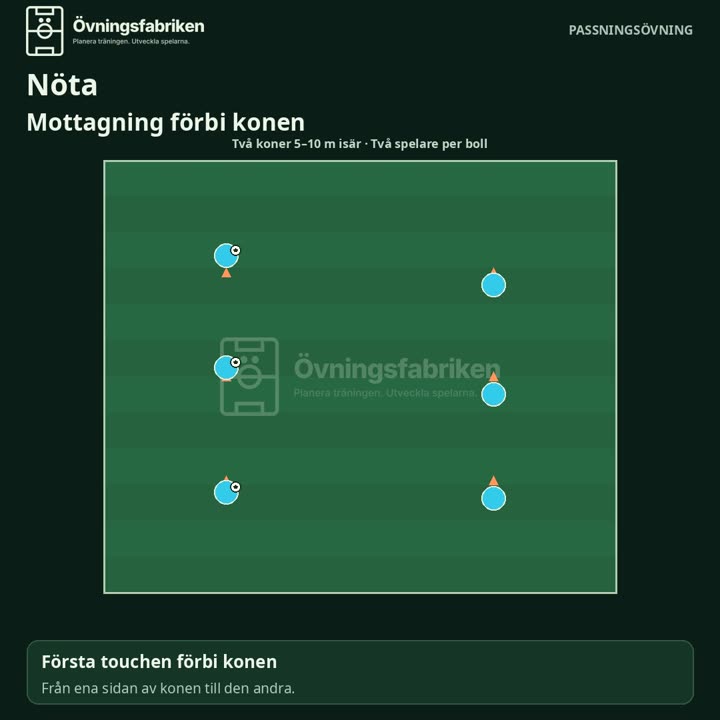 Övningsfabriken
Planera träningen. Utveckla spelarna.
PASSNINGSÖVNING
Nöta
Mottagning förbi konen
Två koner 5–10 m isär · Två spelare per boll
Övningsfabriken
Planera träningen. Utveckla spelarna.
Första touchen förbi konen
Från ena sidan av konen till den andra.